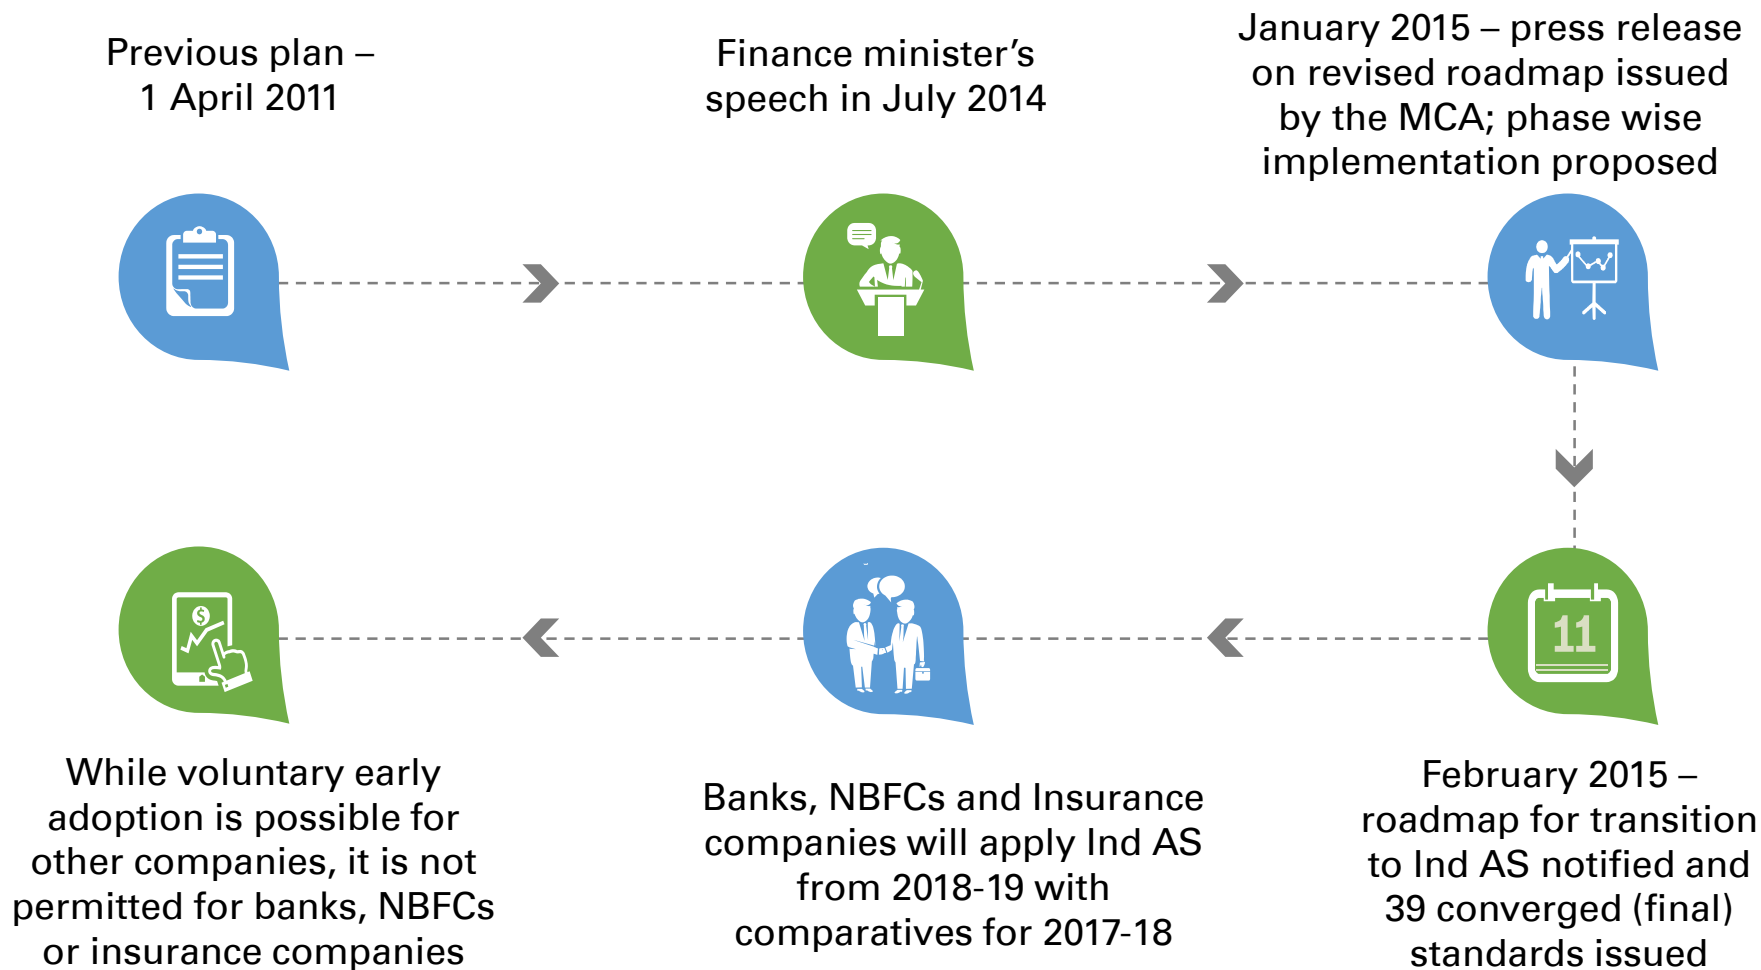 Previous plan –
1 April 2011
Finance minister’s
speech in July 2014
January 2015 – press release
on revised roadmap issued
by the MCA; phase wise
implementation proposed
$
11
While voluntary early
adoption is possible for
other companies, it is not
permitted for banks, NBFCs
or insurance companies
Banks, NBFCs and Insurance
companies will apply Ind AS
from 2018-19 with
comparatives for 2017-18
February 2015 –
roadmap for transition
to Ind AS notified and
39 converged (final)
standards issued